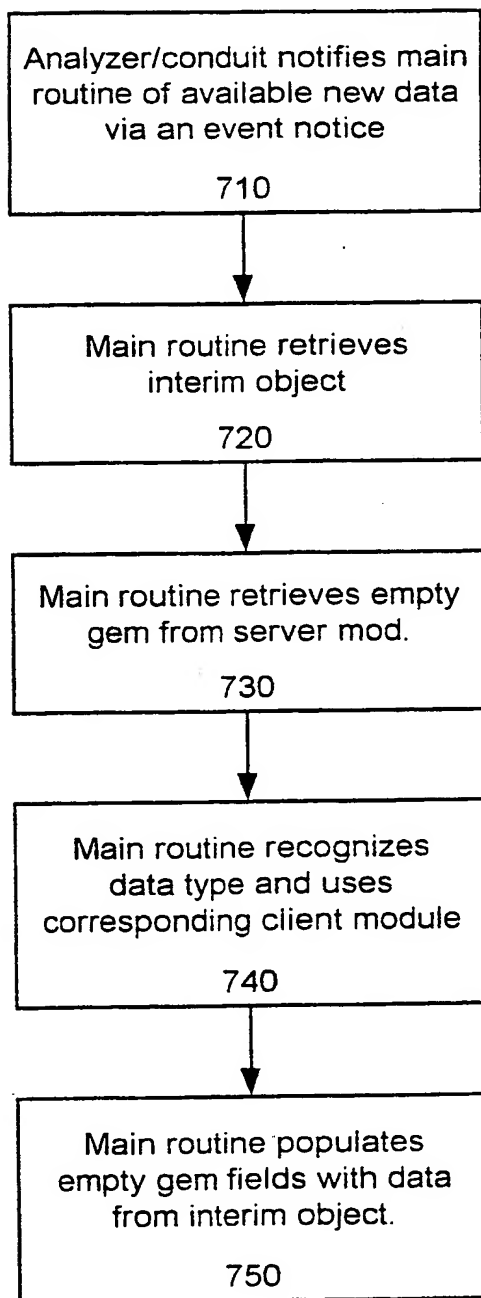 Analyzer/conduit notifies main
routine of available new data
via an event notice
710
Main routine retrieves
interim object
720
Main routine retrieves empty
gem from server mod.
730
Main routine recognizes
data type and uses
corresponding client module
740
Main routine populates
empty gem fields with data
from interim object.
750